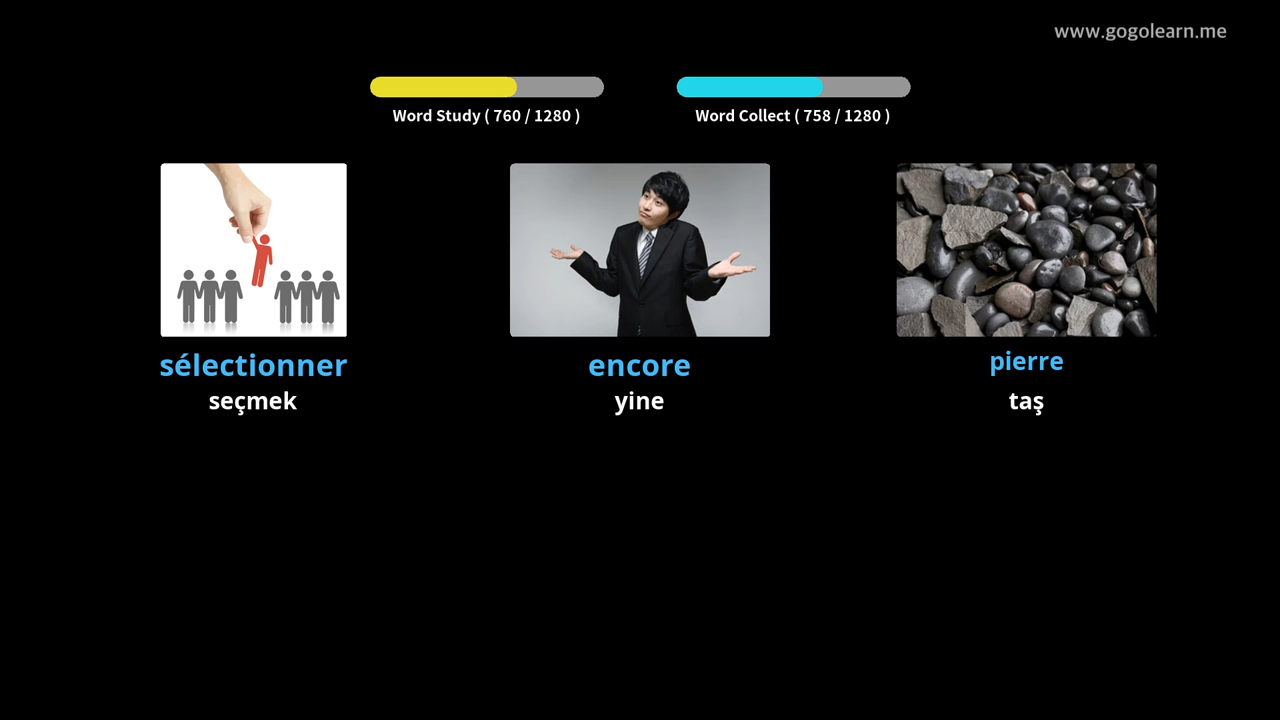 www.gogolearn.me
Word Study ( 760 / 1280 )
Word Collect ( 758 / 1280 )
sélectionner
seçmek
encore
yine
pierre
taş